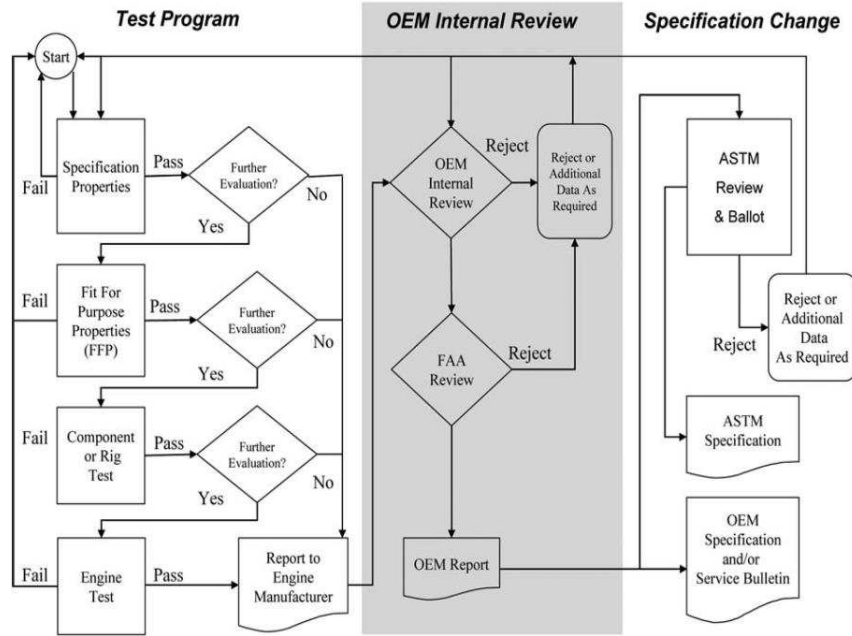 Test Program
OEM Internal Review
Specification Change
Start
Specification
Properties
Pass
Further
Evaluation?
Fail
No
Yes
Fit For
Purpose
Properties
(FFP)
Pass
Further
Evaluation?
Fail
No
Yes
Component
or Rig
Test
Pass
Further
Evaluation?
Fail
No
Yes
Engine
Test
Fail
Pass
Report to
Engine
Manufacturer
OEM
Internal
Review
Reject
Reject or
Additional
Data As
Required
FAA
Review
Reject
OEM Report
ASTM
Review
& Ballot
Reject
Reject or
Additional
Data
As Required
ASTM
Specification
OEM
Specification
and/or
Service Bulletin